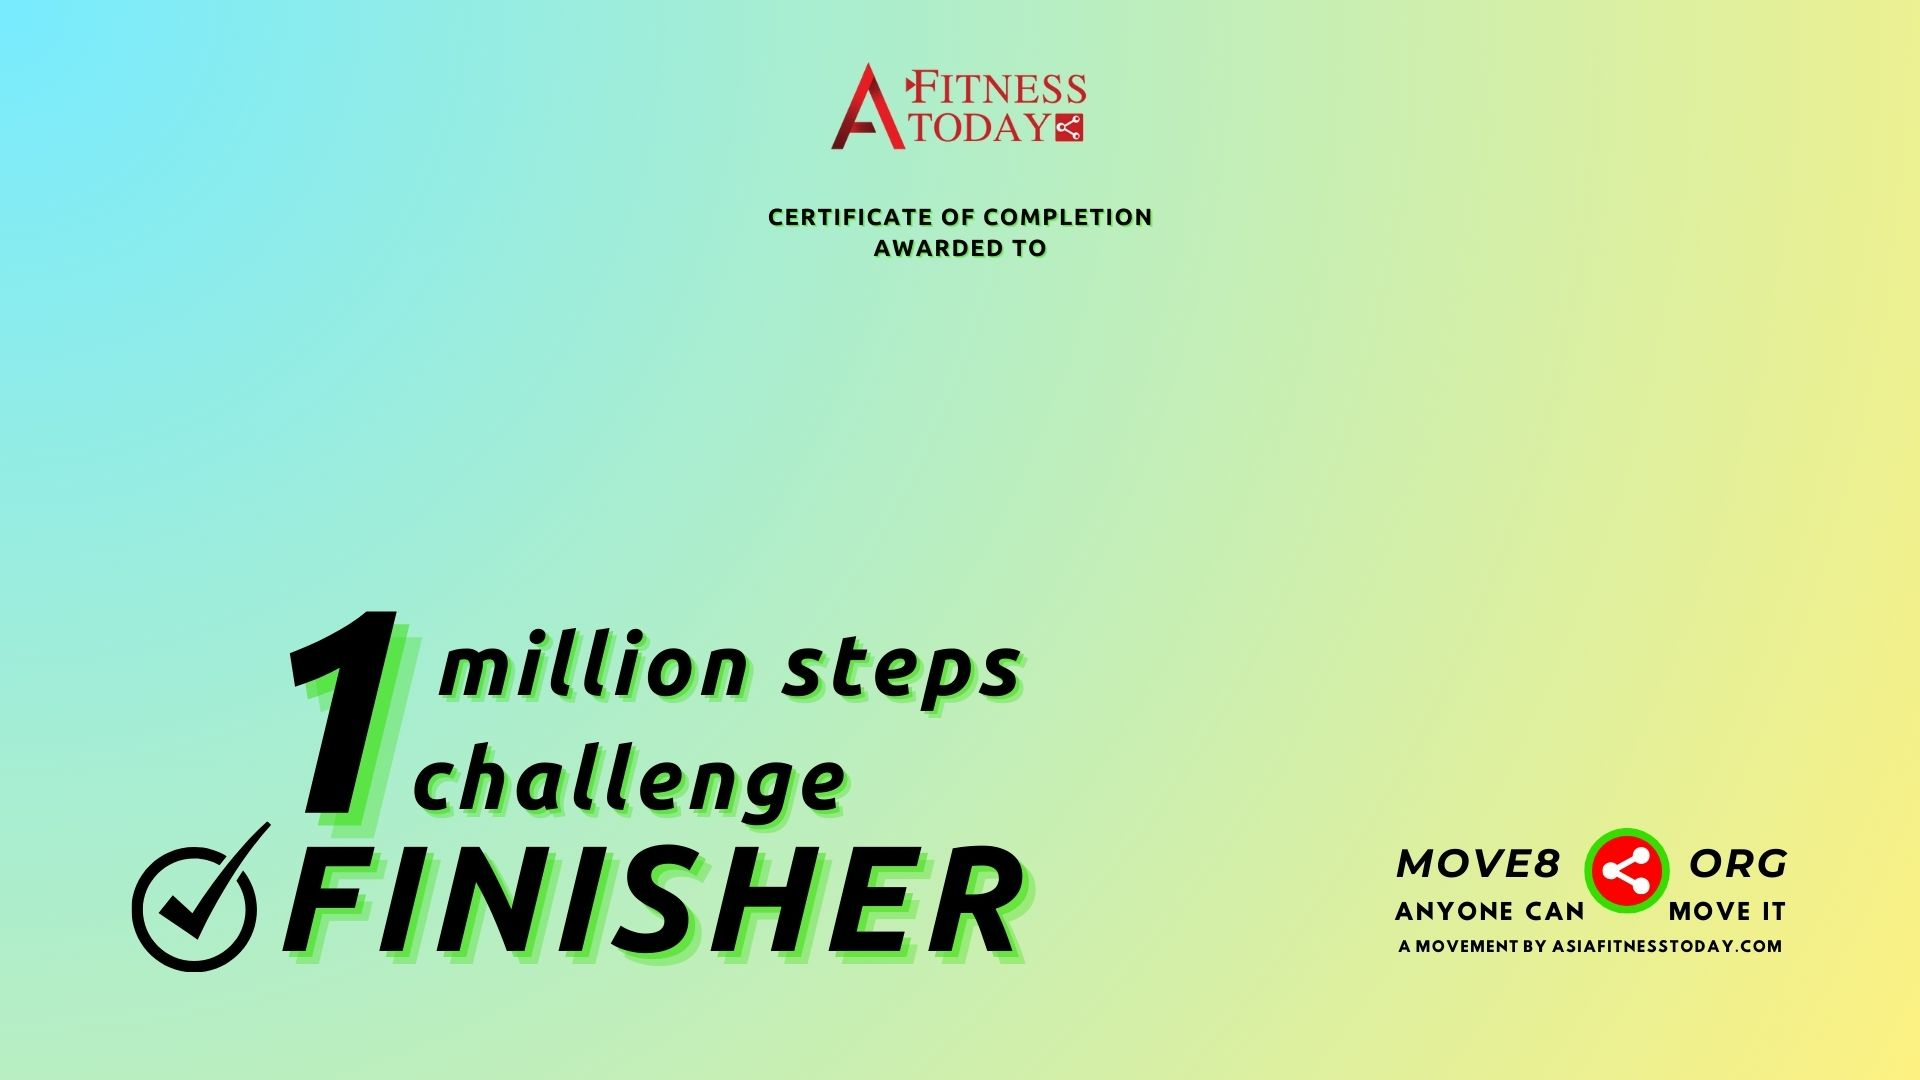 A FITNESS
TODAY
CERTIFICATE OF COMPLETION
AWARDED TO
1 million steps
challenge
FINISHER
MOVE8 ORG
ANYONE CAN MOVE IT
A MOVEMENT BY ASIAFITNESSTODAY.COM